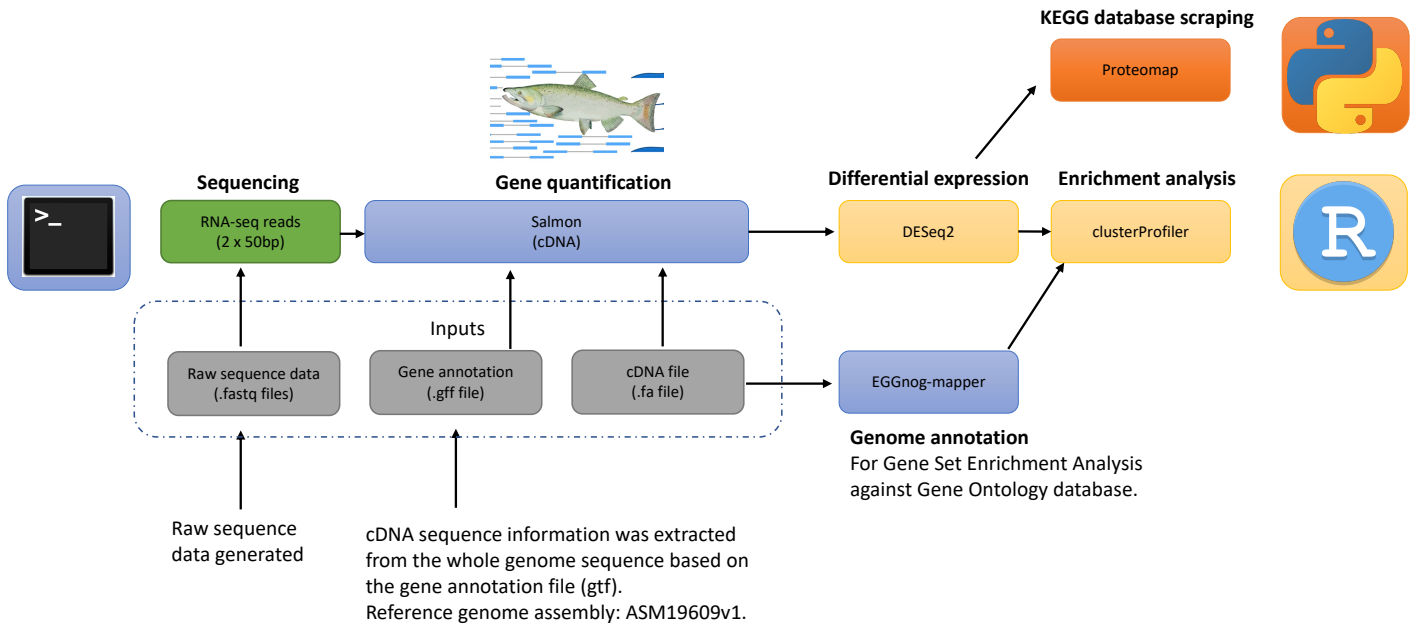 KEGG database scraping
Proteomap
Sequencing
Gene quantification
Differential expression
Enrichment analysis
>_
RNA-seq reads
(2 x 50bp)
Salmon
(cDNA)
DESeq2
clusterProfiler
R
Inputs
Raw sequence data
(.fastq files)
Gene annotation
(.gff file)
cDNA file
(.fa file)
EGGnog-mapper
Genome annotation
For Gene Set Enrichment Analysis
against Gene Ontology database.
Raw sequence
data generated
cDNA sequence information was extracted
from the whole genome sequence based on
the gene annotation file (gtf).
Reference genome assembly: ASM19609v1.